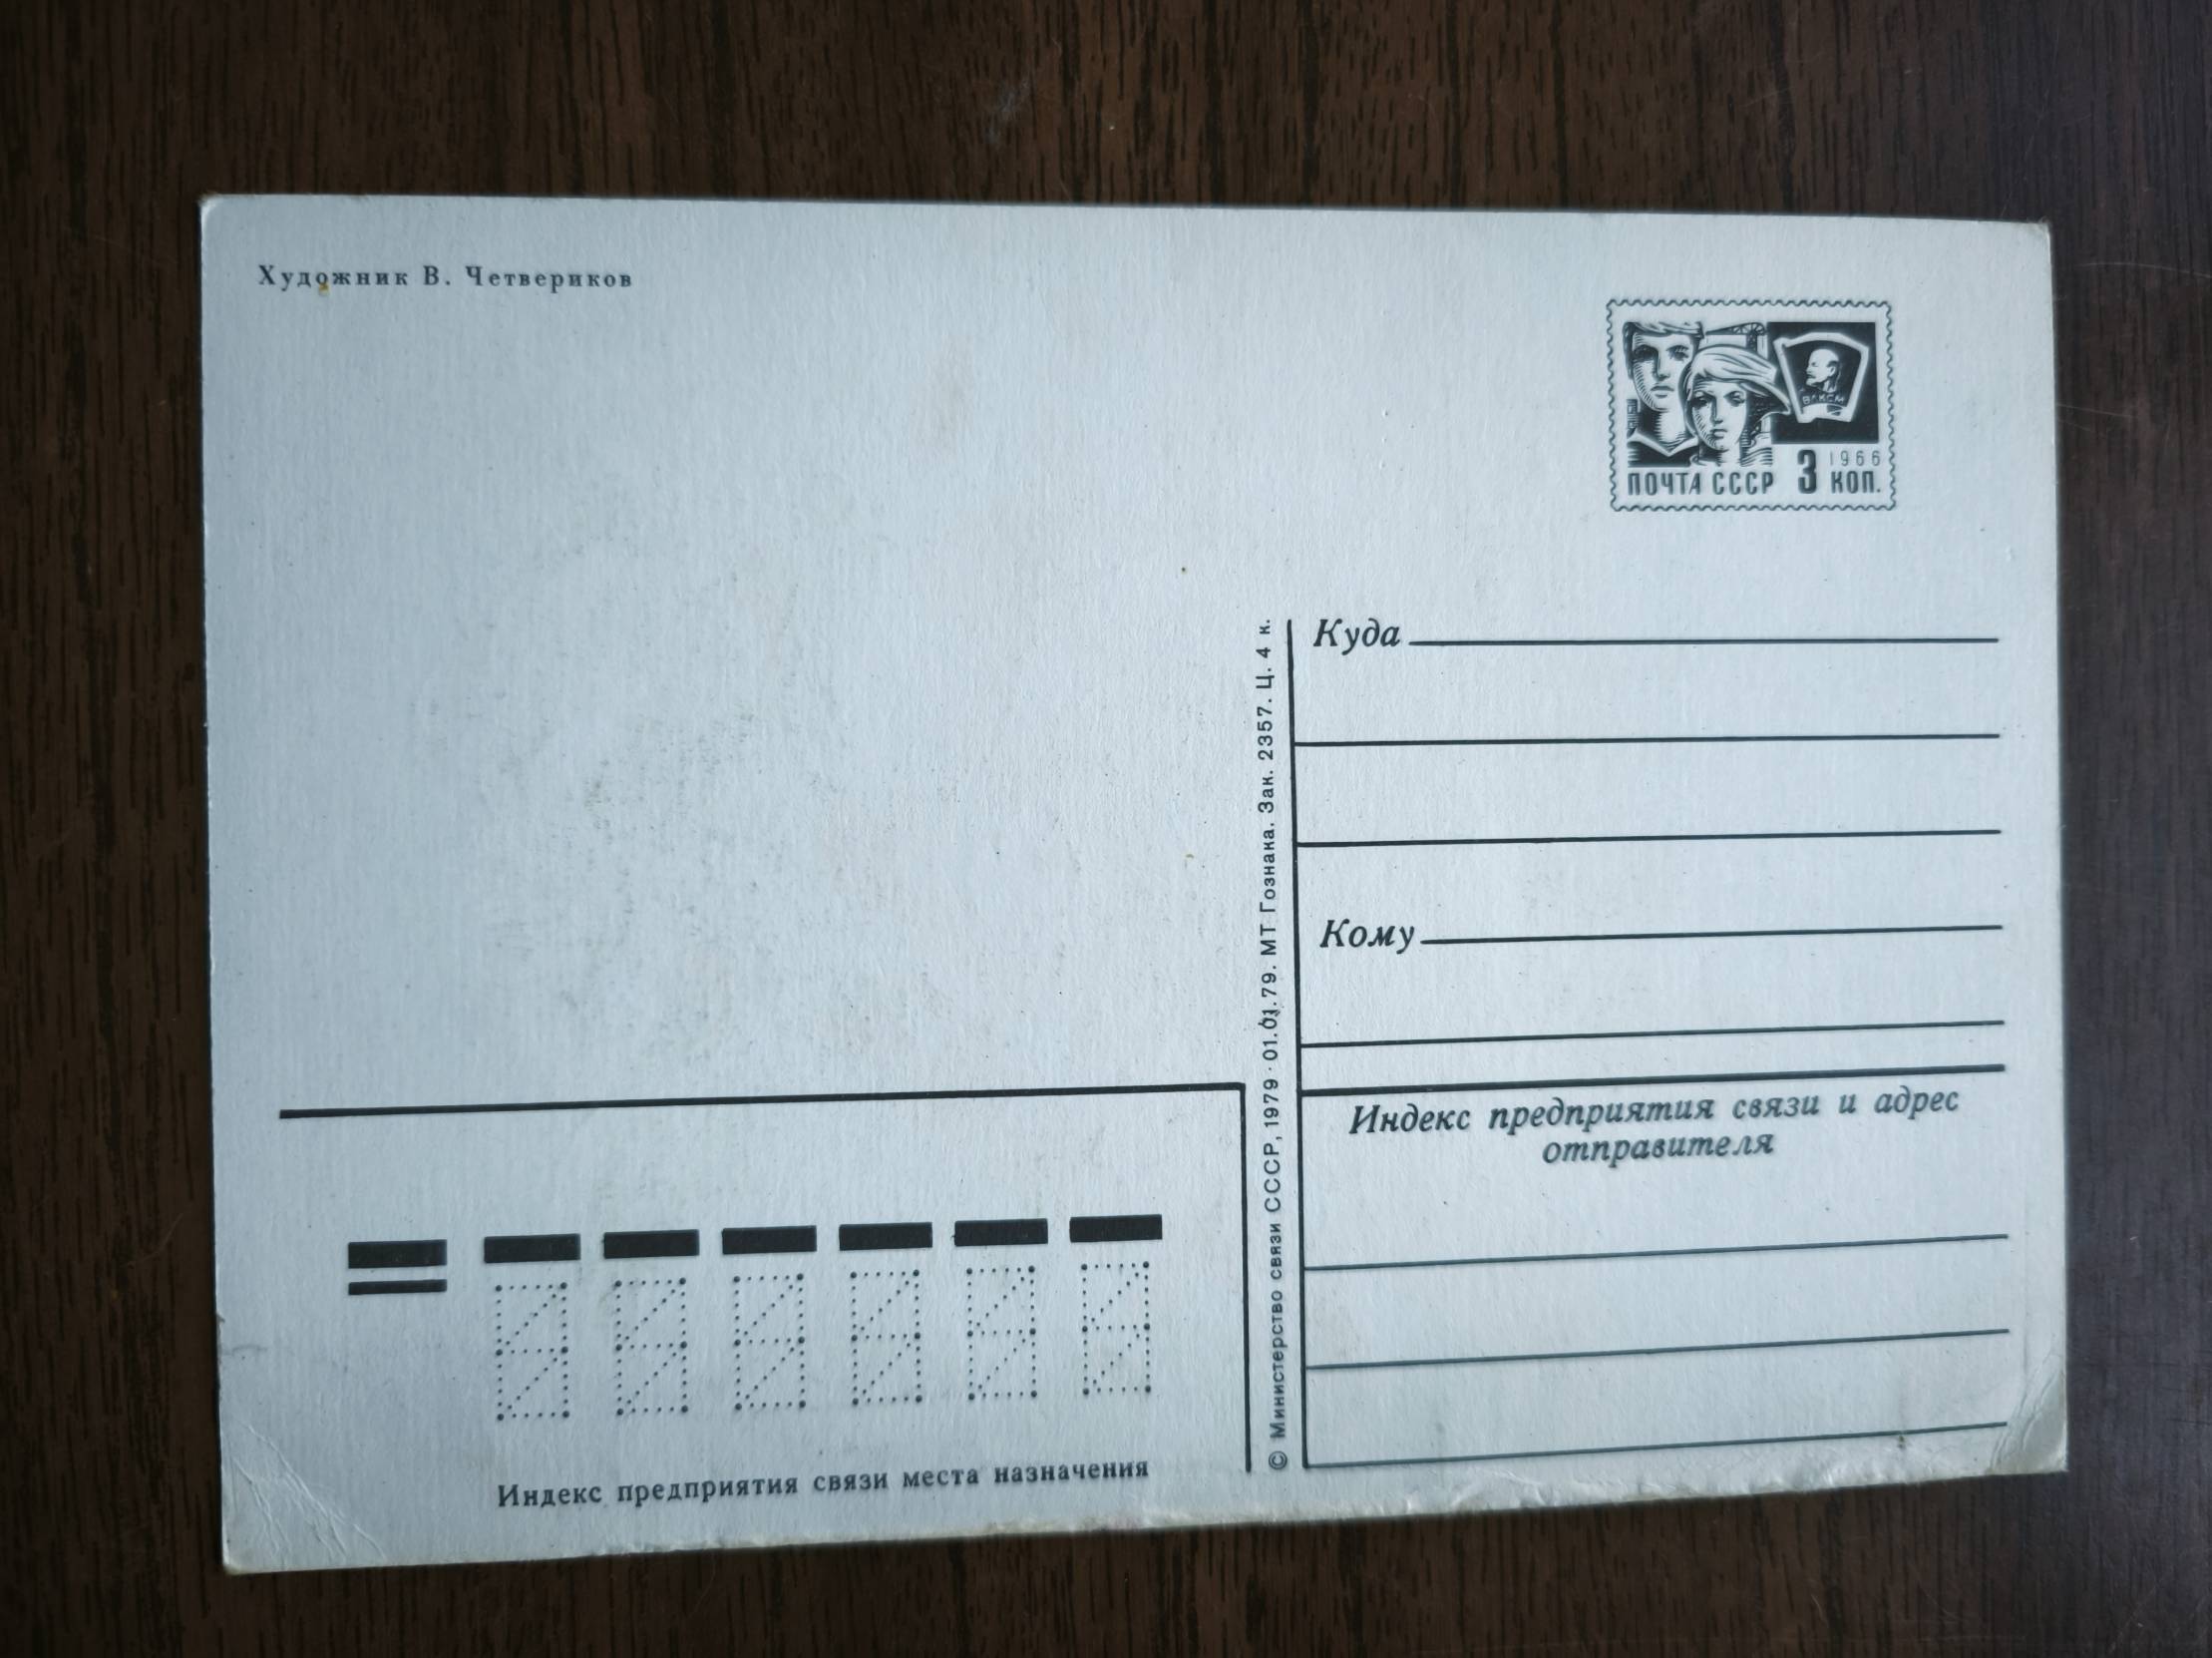 Художник В. Четвериков
ВЛКСМ
1966
ПОЧТА СССР 3 КОП.
Куда
Кому
Индекс предприятия связи и адрес
отправителя
© Министерство связи СССР, 1979 · 01.01.79. МТ Гознака. Зак. 2357. Ц. 4 к.
Индекс предприятия связи места назначения